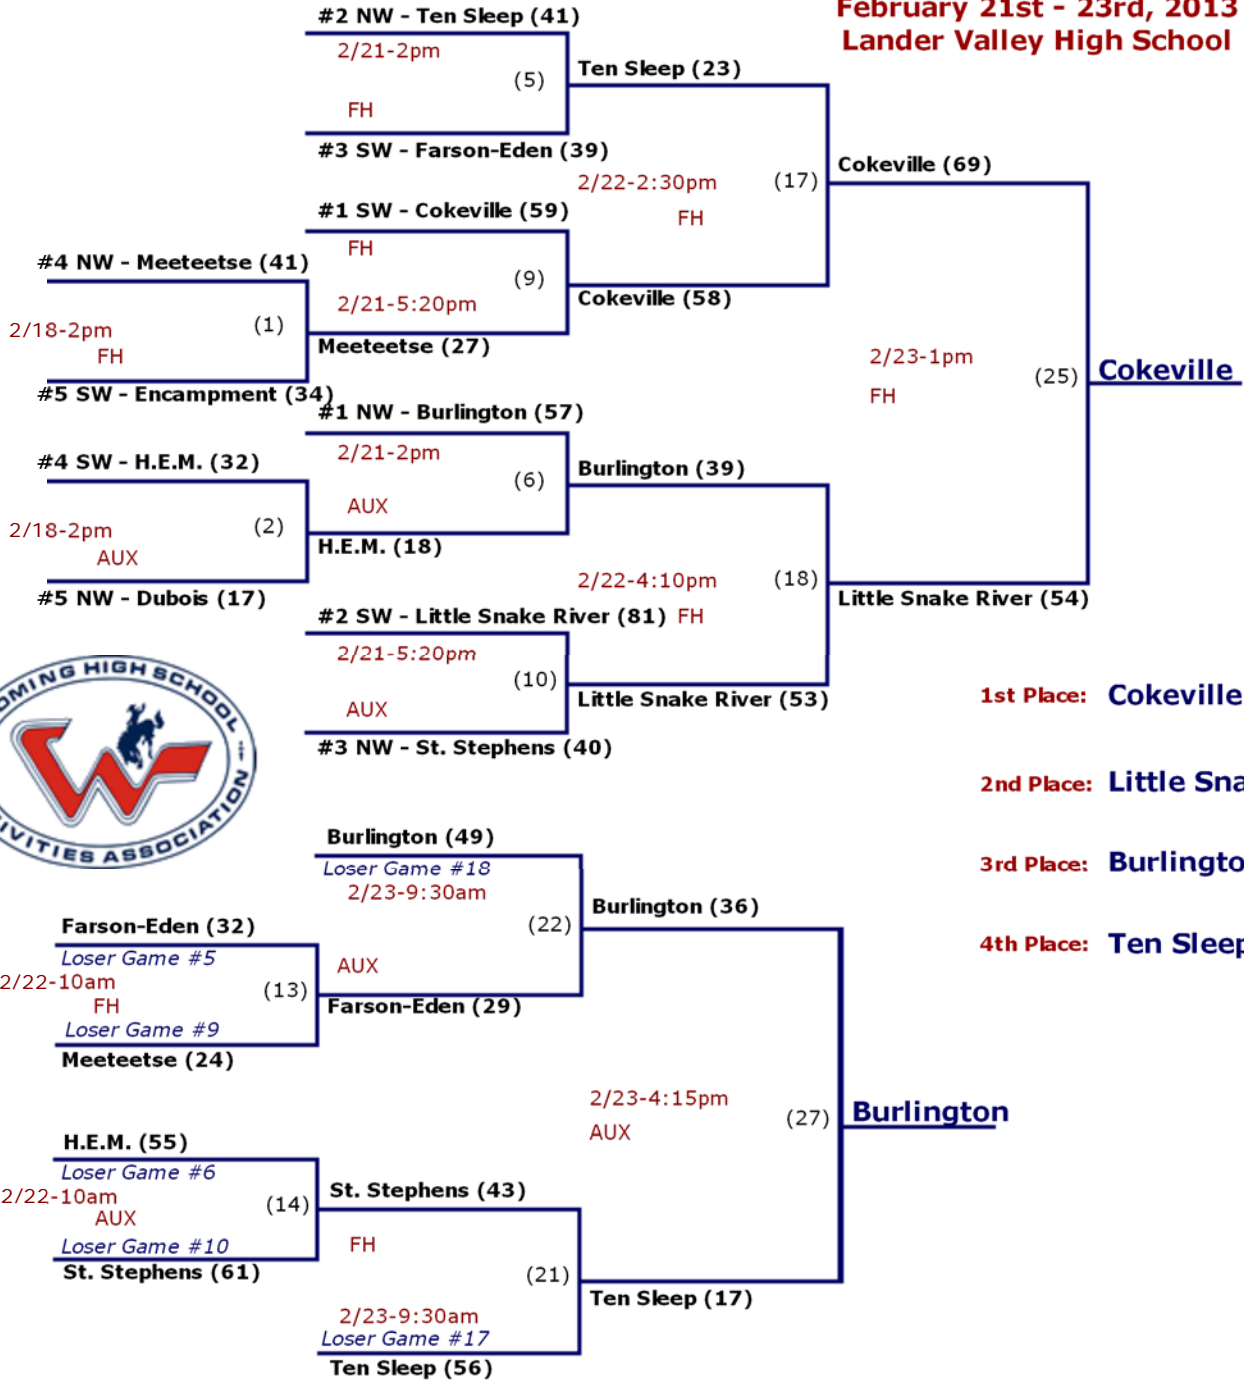 February 21st - 23rd, 2013
Lander Valley High School
#2 NW - Ten Sleep (41)
2/21-2pm
(5)
FH
#3 SW - Farson-Eden (39)
Ten Sleep (23)
2/22-2:30pm
(17)
FH
#1 SW - Cokeville (59)
FH
(9)
2/21-5:20pm
Meeteetse (27)
Cokeville (58)
Cokeville (69)
#4 NW - Meeteetse (41)
2/18-2pm
(1)
FH
#5 SW - Encampment (34)
2/23-1pm
(25)
FH
Cokeville
#1 NW - Burlington (57)
2/21-2pm
(6)
AUX
H.E.M. (18)
Burlington (39)
#4 SW - H.E.M. (32)
2/18-2pm
(2)
AUX
#5 NW - Dubois (17)
2/22-4:10pm
(18)
FH
Little Snake River (54)
#2 SW - Little Snake River (81)
2/21-5:20pm
(10)
AUX
#3 NW - St. Stephens (40)
Little Snake River (53)
OMING HIGH SCHOOL
IVITIES ASSOCIATION
1st Place: Cokeville
2nd Place: Little Sna
3rd Place: Burlingto
4th Place: Ten Sleep
Burlington (49)
Loser Game #18
2/23-9:30am
(22)
AUX
Farson-Eden (29)
Burlington (36)
Farson-Eden (32)
Loser Game #5
2/22-10am
(13)
FH
Loser Game #9
Meeteetse (24)
2/23-4:15pm
(27)
AUX
Burlington
H.E.M. (55)
Loser Game #6
2/22-10am
(14)
AUX
Loser Game #10
St. Stephens (61)
St. Stephens (43)
FH
(21)
2/23-9:30am
Loser Game #17
Ten Sleep (56)
Ten Sleep (17)